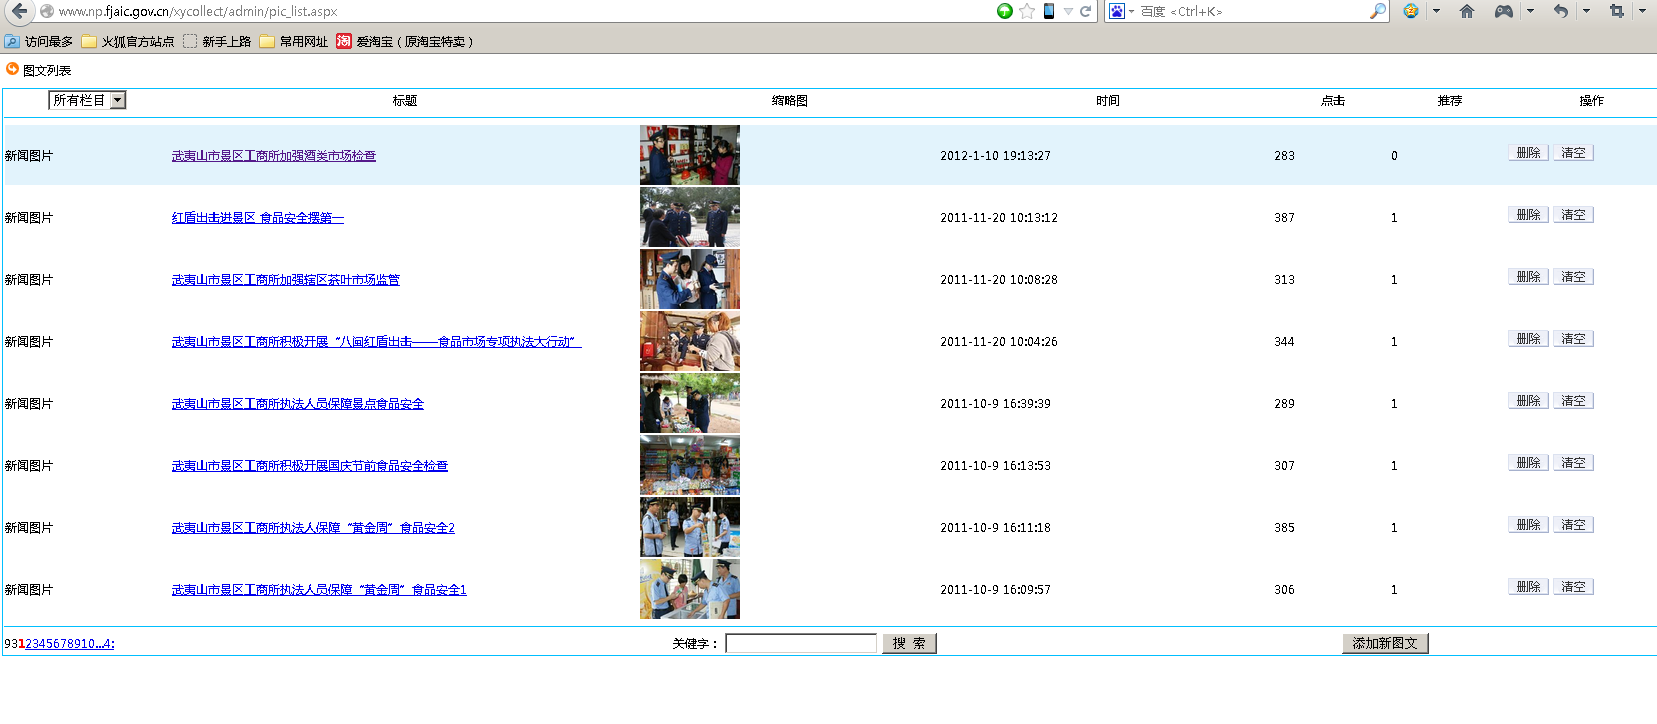 www.np.fjaic.gov.cn/xycollect/admin/pic_list.aspx 百度 <Ctrl+K>
访问最多 火狐官方站点 新手上路 常用网址 淘 爱淘宝（原淘宝特卖）
图文列表
所有栏目 标题 缩略图 时间 点击 推荐 操作
新闻图片 武夷山市景区工商所加强酒类市场检查 2012-1-10 19:13:27 283 0 删除 清空
新闻图片 红盾出击进景区 食品安全摆第一 2011-11-20 10:13:12 387 1 删除 清空
新闻图片 武夷山市景区工商所加强辖区茶叶市场监管 2011-11-20 10:08:28 313 1 删除 清空
新闻图片 武夷山市景区工商所积极开展“八闽红盾出击——食品市场专项执法大行动” 2011-11-20 10:04:26 344 1 删除 清空
新闻图片 武夷山市景区工商所执法人员保障景点食品安全 2011-10-9 16:39:39 289 1 删除 清空
新闻图片 武夷山市景区工商所积极开展国庆节前食品安全检查 2011-10-9 16:13:53 307 1 删除 清空
新闻图片 武夷山市景区工商所执法人保障“黄金周”食品安全2 2011-10-9 16:11:18 385 1 删除 清空
新闻图片 武夷山市景区工商所执法人员保障“黄金周”食品安全1 2011-10-9 16:09:57 306 1 删除 清空
9312345678910...4: 关健字： 搜 索 添加新图文